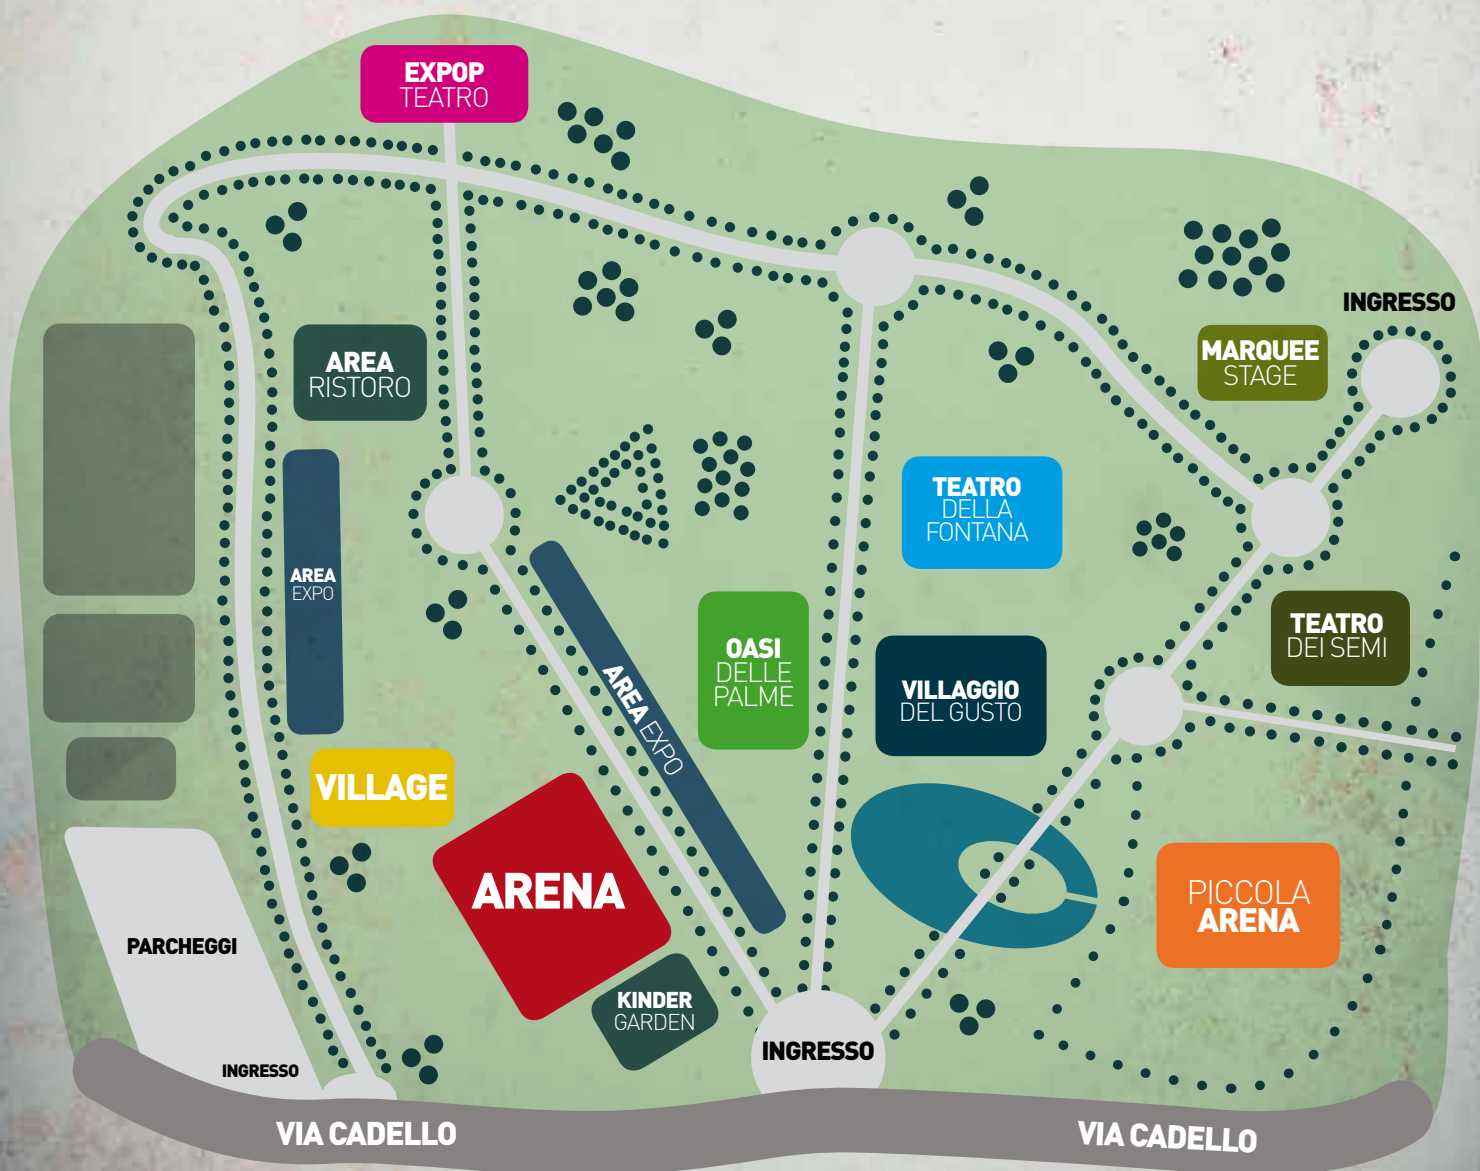 EXPOP
TEATRO
INGRESSO
MARQUEE
STAGE
AREA
RISTORO
TEATRO
DELLA
FONTANA
AREA
EXPO
TEATRO
DEI SEMI
OASI
DELLE
PALME
AREA EXPO
VILLAGGIO
DEL GUSTO
VILLAGE
ARENA
PICCOLA
ARENA
PARCHEGGI
KINDER
GARDEN
INGRESSO
INGRESSO
VIA CADELLO
VIA CADELLO